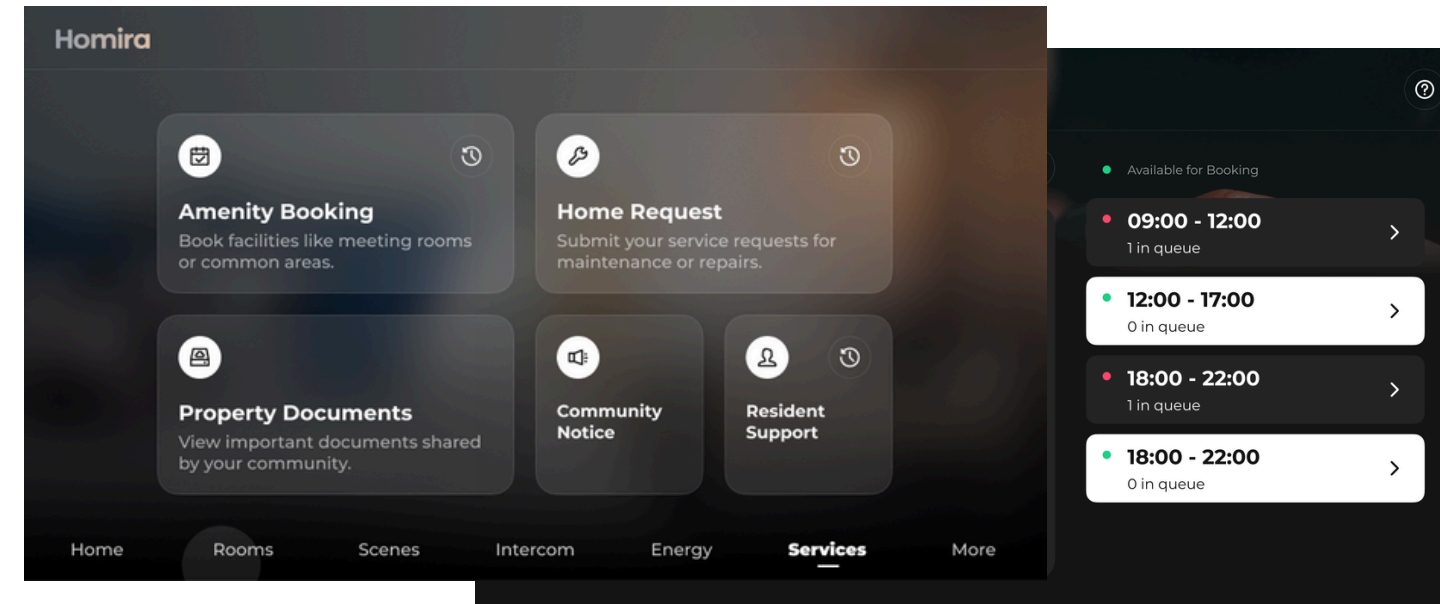 Homira
Amenity Booking
Book facilities like meeting rooms
or common areas.
Home Request
Submit your service requests for
maintenance or repairs.
Property Documents
View important documents shared
by your community.
Community
Notice
Resident
Support
Home
Rooms
Scenes
Intercom
Energy
Services
More
?
Available for Booking
09:00 - 12:00
1 in queue
12:00 - 17:00
0 in queue
18:00 - 22:00
1 in queue
18:00 - 22:00
0 in queue